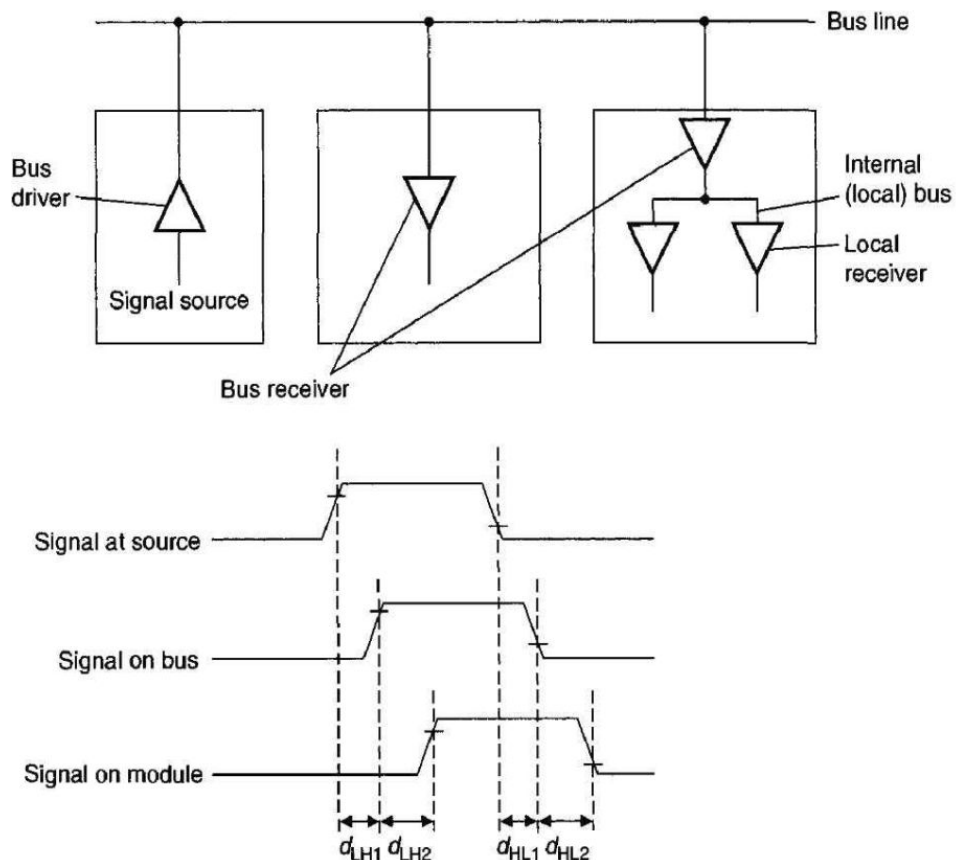 Bus line
Bus
driver
Internal
(local) bus
Local
receiver
Signal source
Bus receiver
Signal at source
Signal on bus
Signal on module
dLH1 dLH2 dHL1 dHL2